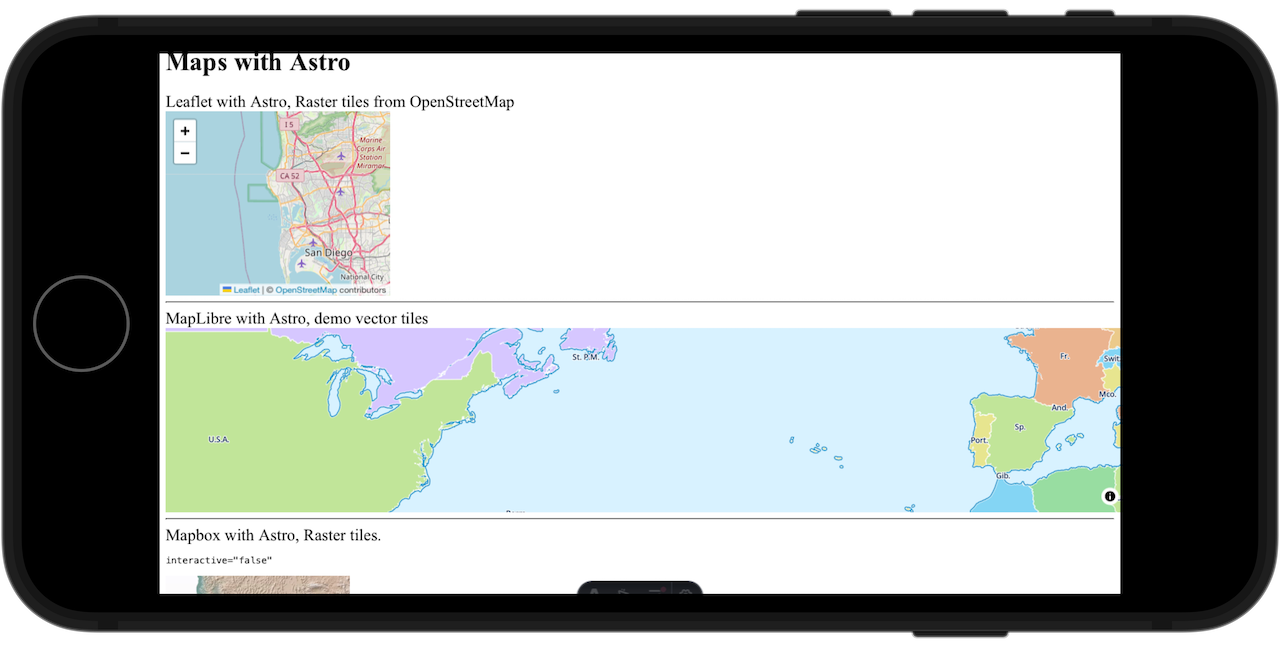 Maps with Astro
Leaflet with Astro, Raster tiles from OpenStreetMap
+
−
I 5
Marine
Corps Air
Station
Miramar
CA 52
San Diego
National City
Leaflet | © OpenStreetMap contributors
MapLibre with Astro, demo vector tiles
St. P.M.
Fr.
Swit
Mco.
And.
U.S.A.
Sp.
Port.
Gib.
Mapbox with Astro, Raster tiles.
interactive="false"